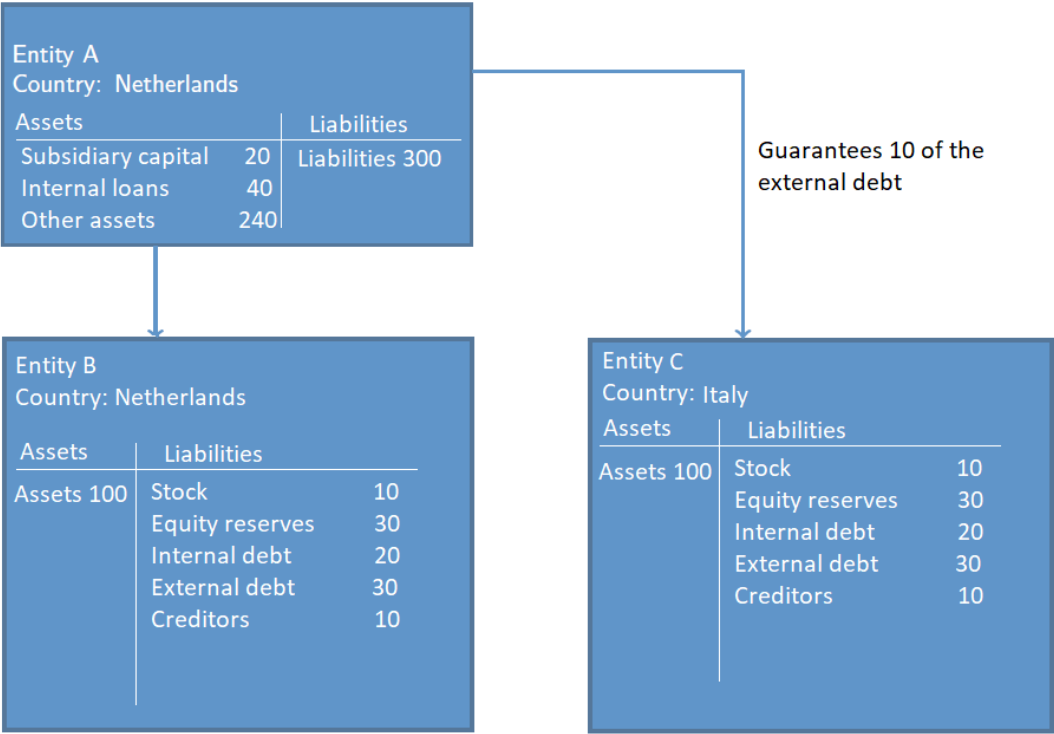 Entity A
Country: Netherlands
Assets Liabilities
Subsidiary capital 20 Liabilities 300
Internal loans 40
Other assets 240
Guarantees 10 of the
external debt
Entity B
Country: Netherlands
Assets Liabilities
Assets 100 Stock 10
Equity reserves 30
Internal debt 20
External debt 30
Creditors 10
Entity C
Country: Italy
Assets Liabilities
Assets 100 Stock 10
Equity reserves 30
Internal debt 20
External debt 30
Creditors 10